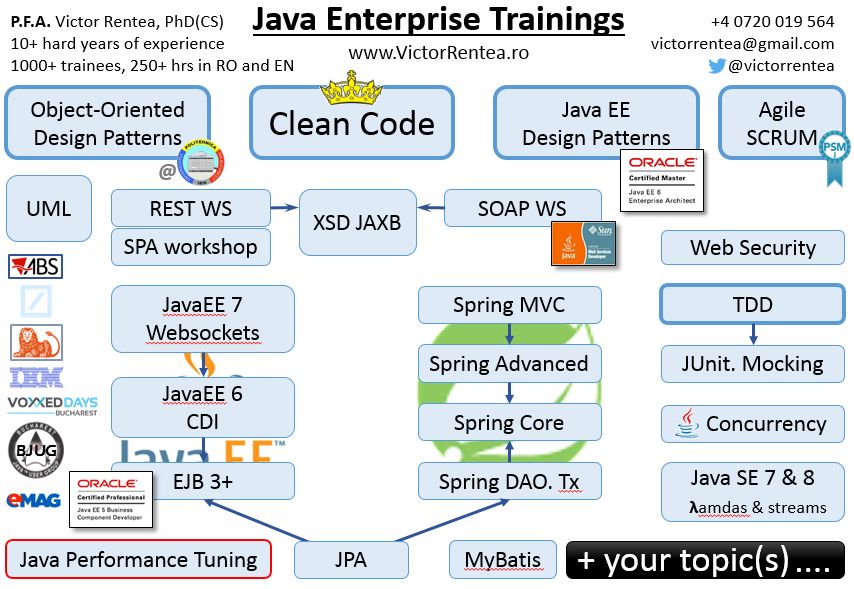 P.F.A. Victor Rentea, PhD(CS)
10+ hard years of experience
1000+ trainees, 250+ hrs in RO and EN
Java Enterprise Trainings
www.VictorRentea.ro
+4 0720 019 564
victorrentea@gmail.com
@victorrentea
Object-Oriented
Design Patterns
Clean Code
Java EE
Design Patterns
Agile
SCRUM
PSM
I
@
POLITEHNICA
1818
ORACLE
Certified Master
Java EE 6
Enterprise Architect
UML
REST WS
SPA workshop
XSD JAXB
SOAP WS
Sun
Java
Web Security
ABS
JavaEE 7
Websockets
Spring MVC
TDD
Spring Advanced
JUnit. Mocking
IBM
JavaEE 6
CDI
VOXXED DAYS
BUCHAREST
Spring Core
Concurrency
BUCHAREST
BJUG
JAVA USER GROUP
Java EE™
EJB 3+
Spring DAO. Tx
Java SE 7 & 8
λamdas & streams
eMAG
ORACLE
Certified Professional
Java EE 5 Business
Component Developer
Java Performance Tuning
JPA
MyBatis
+ your topic(s) ....